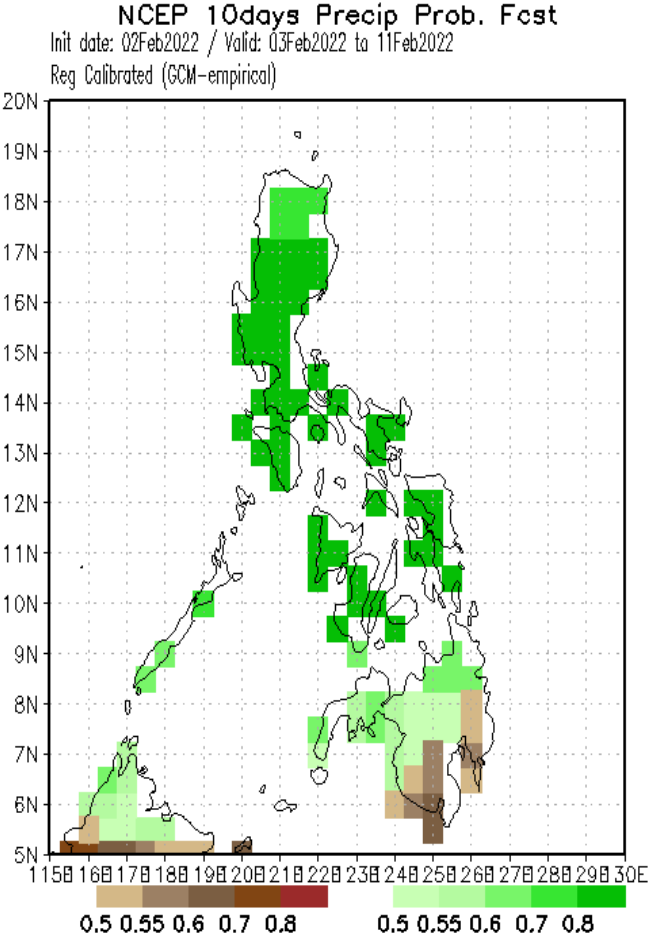 NCEP 10days Precip Prob. Fcst
Init date: 02Feb2022 / Valid: 03Feb2022 to 11Feb2022
Reg Calibrated (GCM-empirical)
20N
19N
18N
17N
16N
15N
14N
13N
12N
11N
10N
9N
8N
7N
6N
5N
115E 116E 117E 118E 119E 120E 121E 122E 123E 124E 125E 126E 127E 128E 129E 130E
0.5 0.55 0.6 0.7 0.8 0.5 0.55 0.6 0.7 0.8